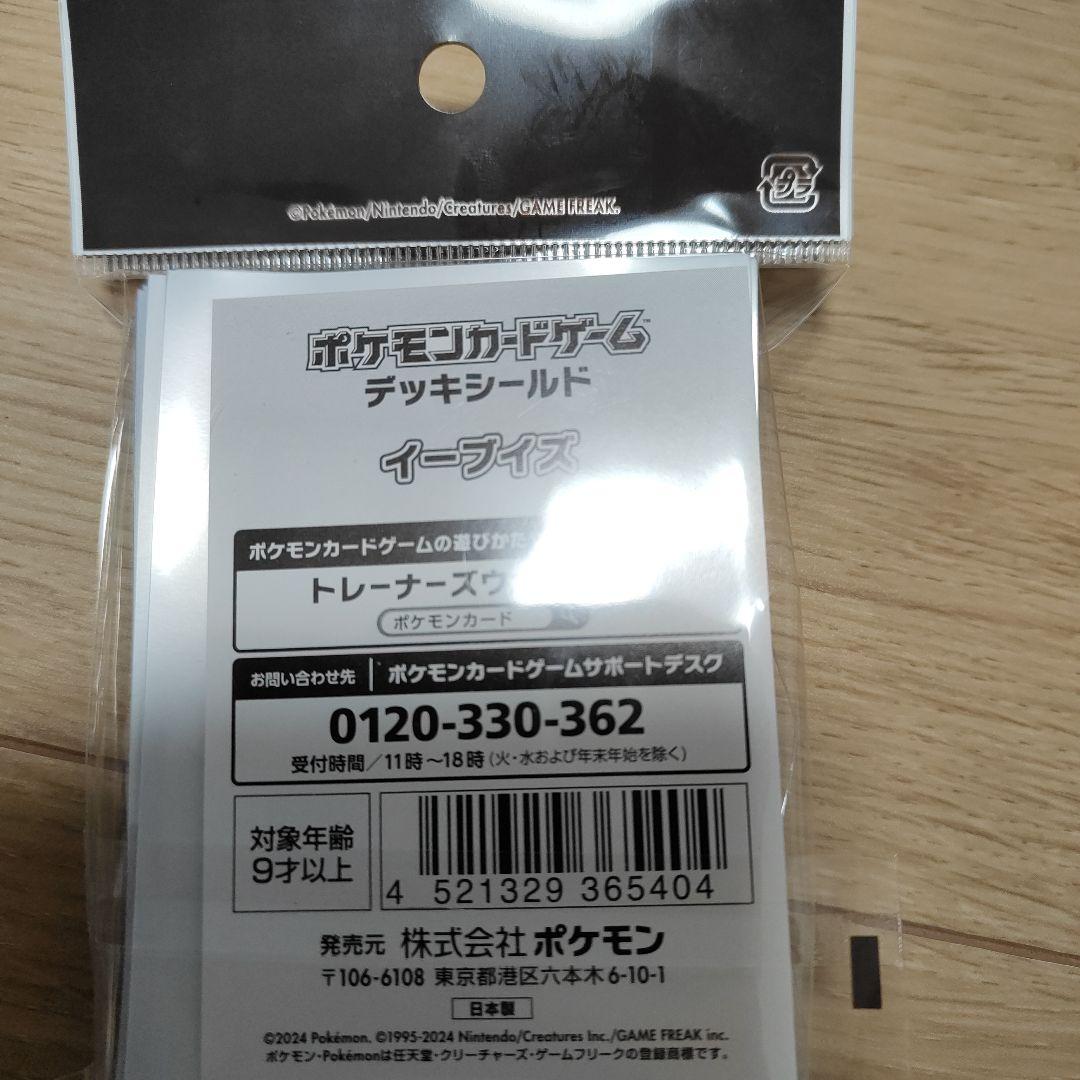 ©Pokémon/Nintendo/Creatures/GAME FREAK.
プラ
ポケモンカードゲーム™
デッキシールド
イーブイズ
ポケモンカードゲームの遊びかた
トレーナーズウ
ポケモンカード
お問い合わせ先 ポケモンカードゲームサポートデスク
0120-330-362
受付時間/11時~18時(火・水および年末年始を除く)
対象年齢
9才以上
4 521329 365404
発売元 株式会社ポケモン
〒106-6108 東京都港区六本木6-10-1
日本製
©2024 Pokémon. ©1995-2024 Nintendo/Creatures Inc./GAME FREAK inc.
ポケモン・Pokémonは任天堂・クリーチャーズ・ゲームフリークの登録商標です。